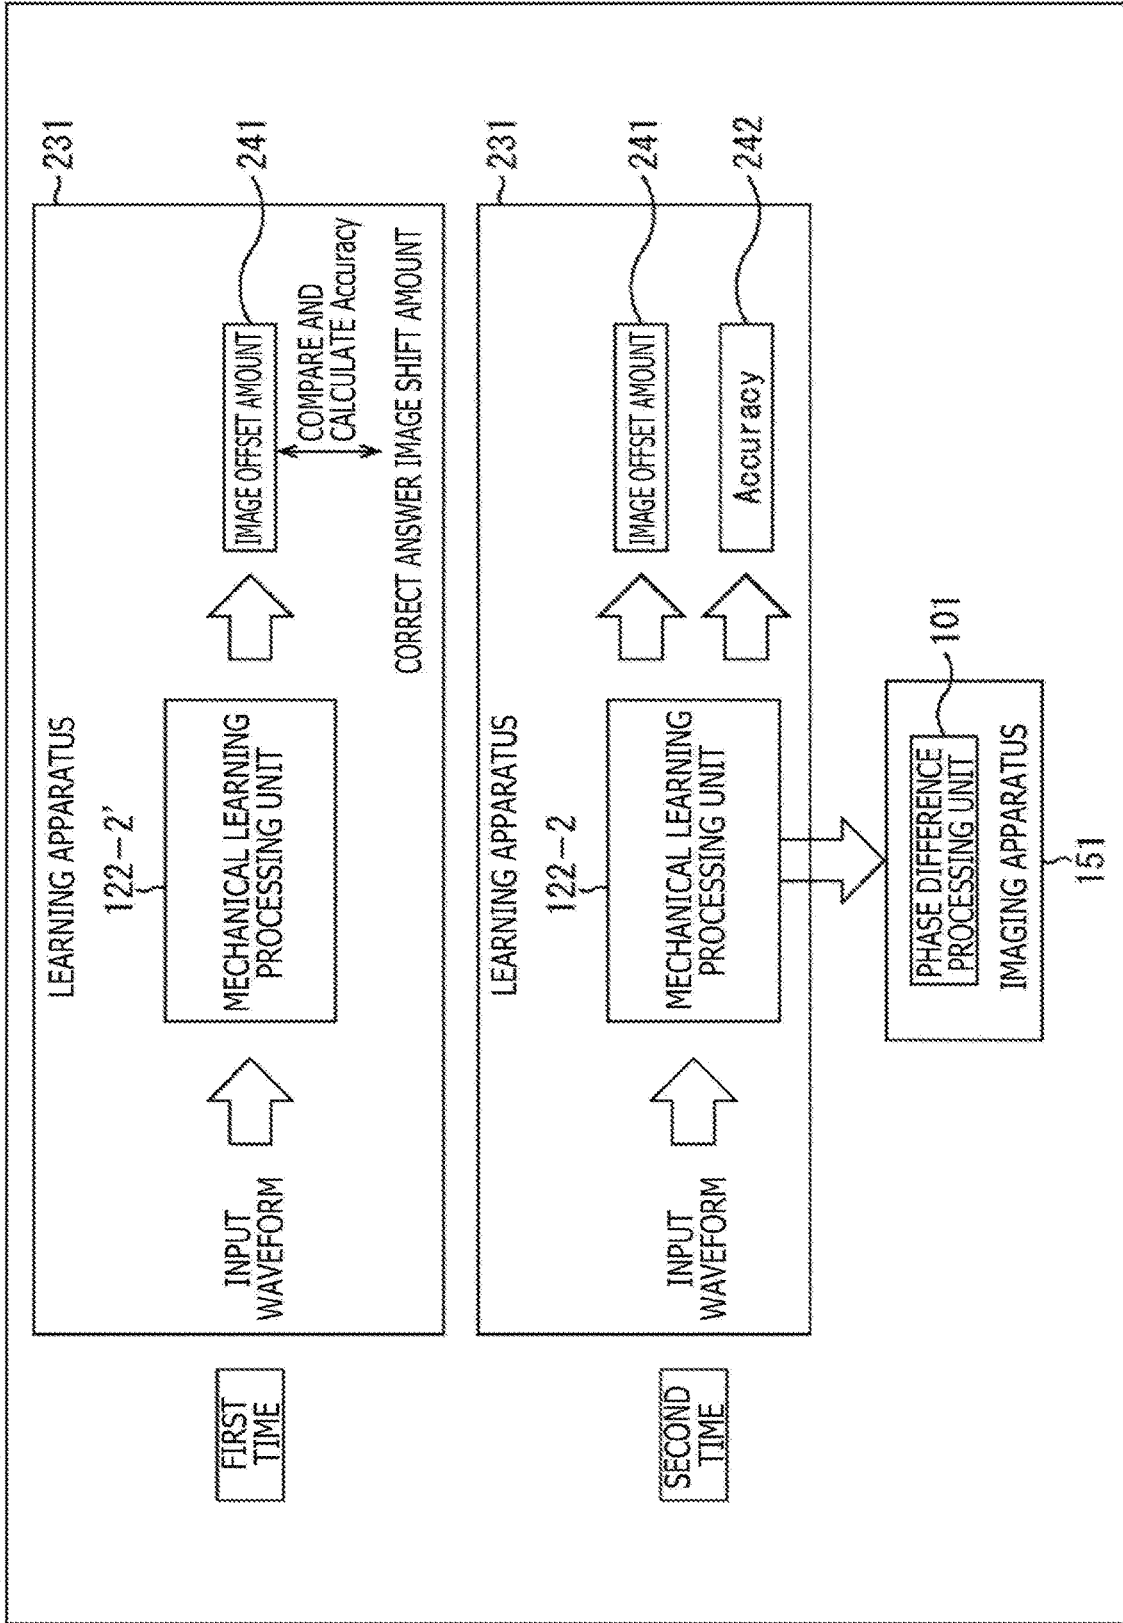 FIRST
TIME
LEARNING APPARATUS
231
122-2'
INPUT
WAVEFORM
MECHANICAL LEARNING
PROCESSING UNIT
IMAGE OFFSET AMOUNT
241
COMPARE AND
CALCULATE Accuracy
CORRECT ANSWER IMAGE SHIFT AMOUNT
SECOND
TIME
LEARNING APPARATUS
231
122-2
INPUT
WAVEFORM
MECHANICAL LEARNING
PROCESSING UNIT
IMAGE OFFSET AMOUNT
241
Accuracy
242
PHASE DIFFERENCE
PROCESSING UNIT
101
IMAGING APPARATUS
151